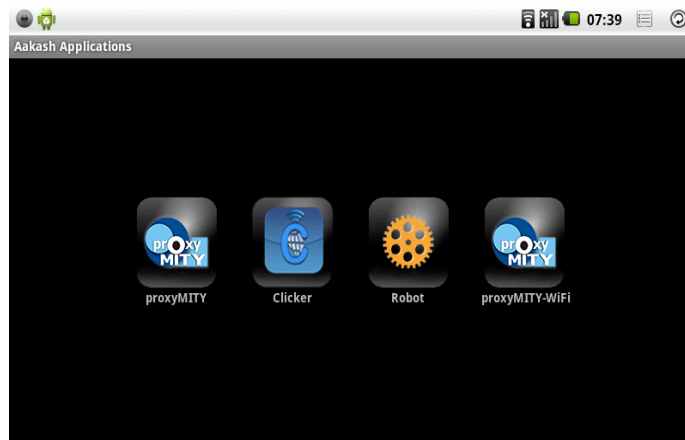 07:39
Aakash Applications
proxy
MITY
C
proxy
MITY
proxyMITY
Clicker
Robot
proxyMITY-WiFi